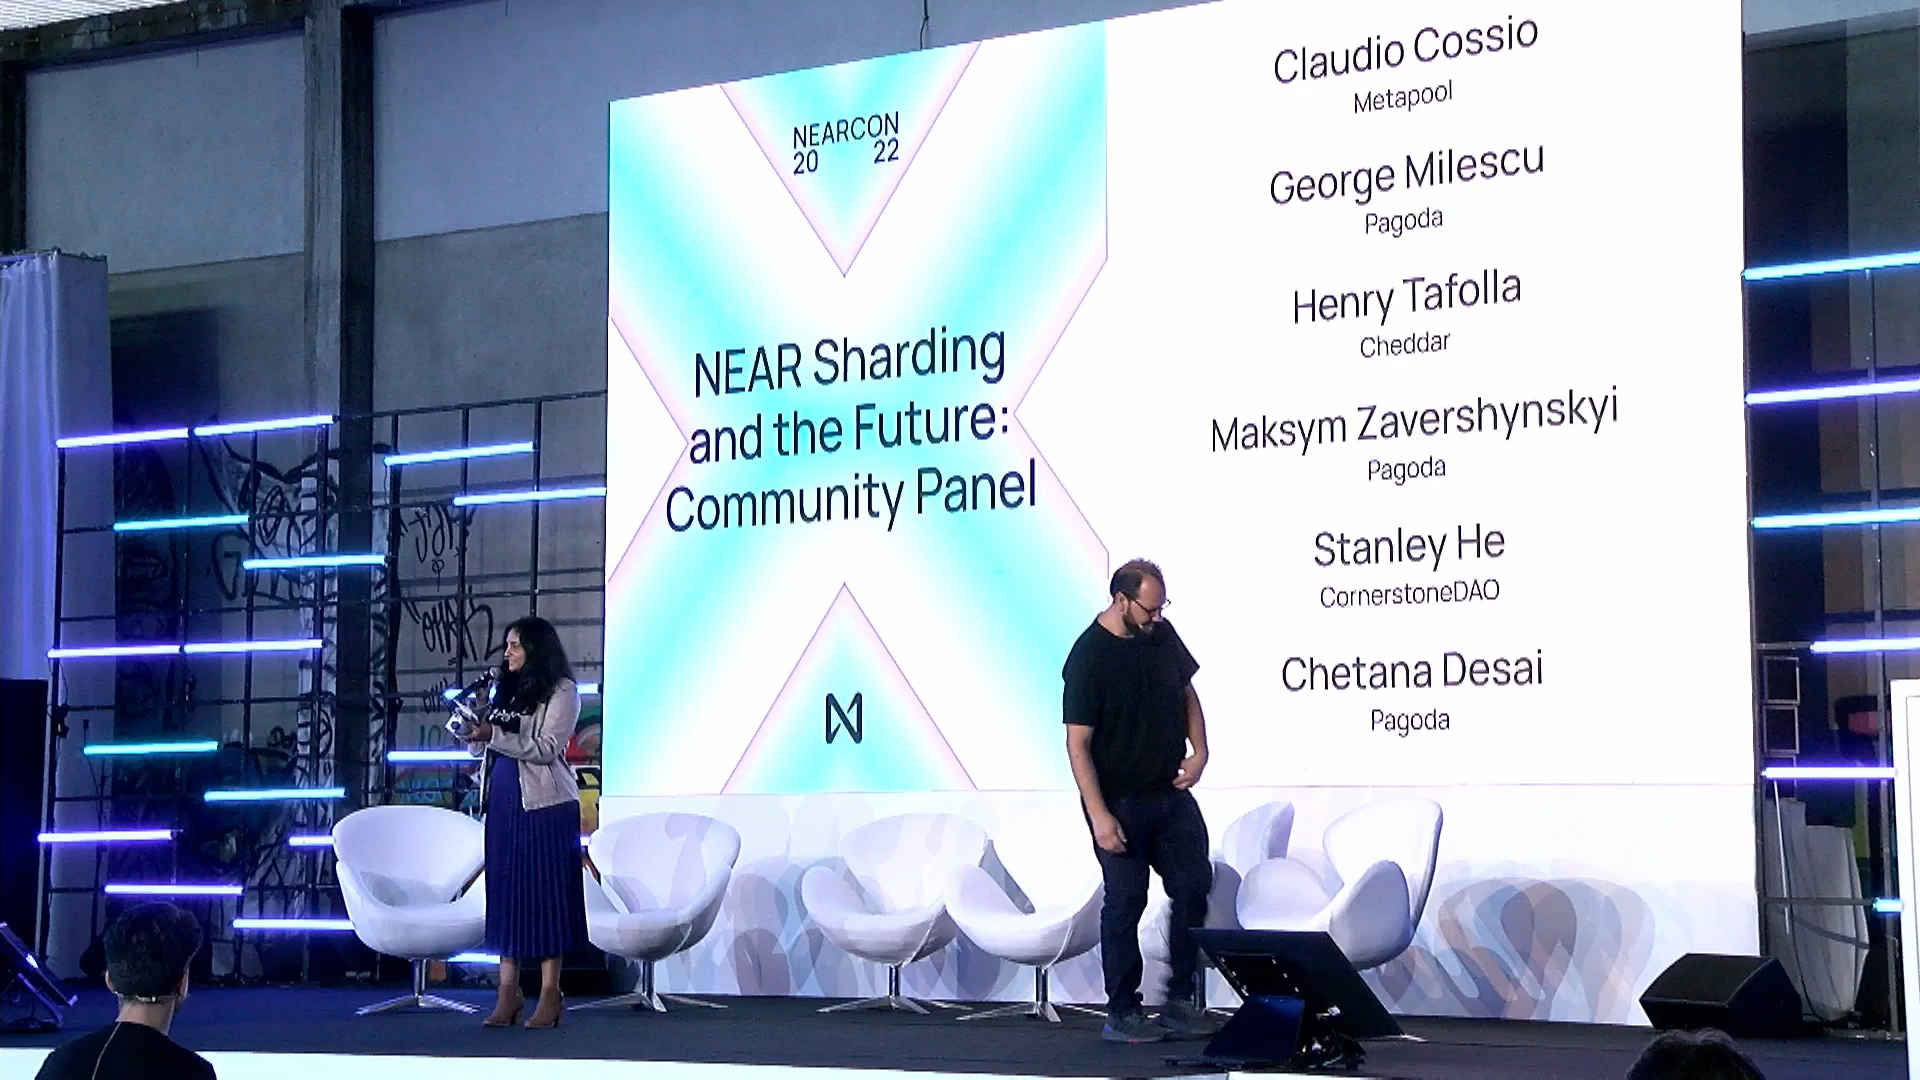 NEARCON
20 22
NEAR Sharding
and the Future:
Community Panel
Claudio Cossio
Metapool
George Milescu
Pagoda
Henry Tafolla
Cheddar
Maksym Zavershynskyi
Pagoda
Stanley He
CornerstoneDAO
Chetana Desai
Pagoda